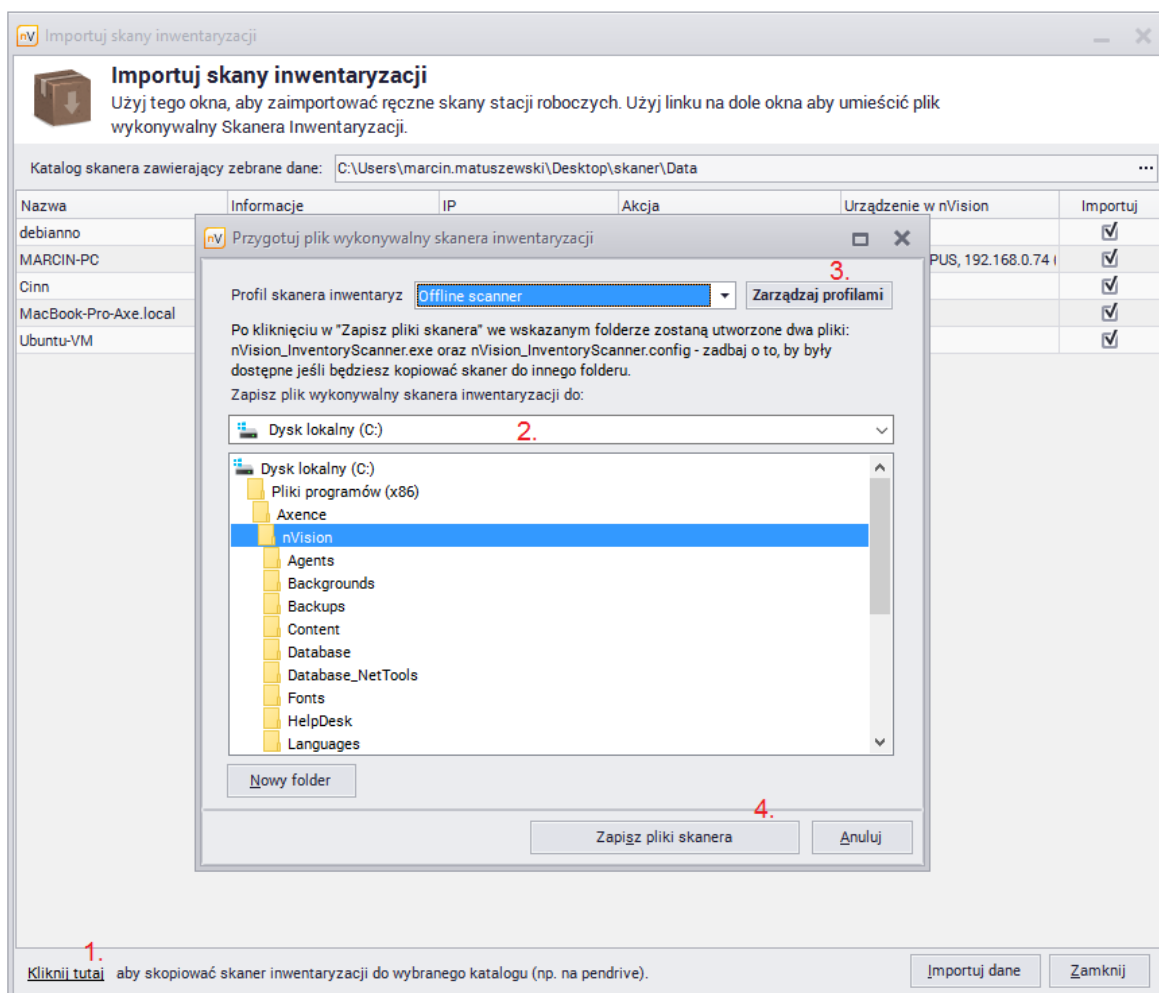 nV Importuj skany inwentaryzacji
Importuj skany inwentaryzacji
Użyj tego okna, aby zaimportować ręczne skany stacji roboczych. Użyj linku na dole okna aby umieścić plik
wykonywalny Skanera Inwentaryzacji.
Katalog skanera zawierający zebrane dane: C:\Users\marcin.matuszewski\Desktop\skaner\Data ...
Nazwa Informacje IP Akcja Urządzenie w nVision Importuj
debianno
MARCIN-PC PUS, 192.168.0.74 (
Cinn
MacBook-Pro-Axe.local
Ubuntu-VM
nV Przygotuj plik wykonywalny skanera inwentaryzacji
3.
Profil skanera inwentaryz Offline scanner Zarządzaj profilami
Po kliknięciu w "Zapisz pliki skanera" we wskazanym folderze zostaną utworzone dwa pliki:
nVision_InventoryScanner.exe oraz nVision_InventoryScanner.config - zadbaj o to, by były
dostępne jeśli będziesz kopiować skaner do innego folderu.
Zapisz plik wykonywalny skanera inwentaryzacji do:
Dysk lokalny (C:) 2.
Dysk lokalny (C:)
Pliki programów (x86)
Axence
nVision
Agents
Backgrounds
Backups
Content
Database
Database_NetTools
Fonts
HelpDesk
Languages
Nowy folder
4.
Zapisz pliki skanera Anuluj
1.
Kliknij tutaj aby skopiować skaner inwentaryzacji do wybranego katalogu (np. na pendrive). Importuj dane Zamknij